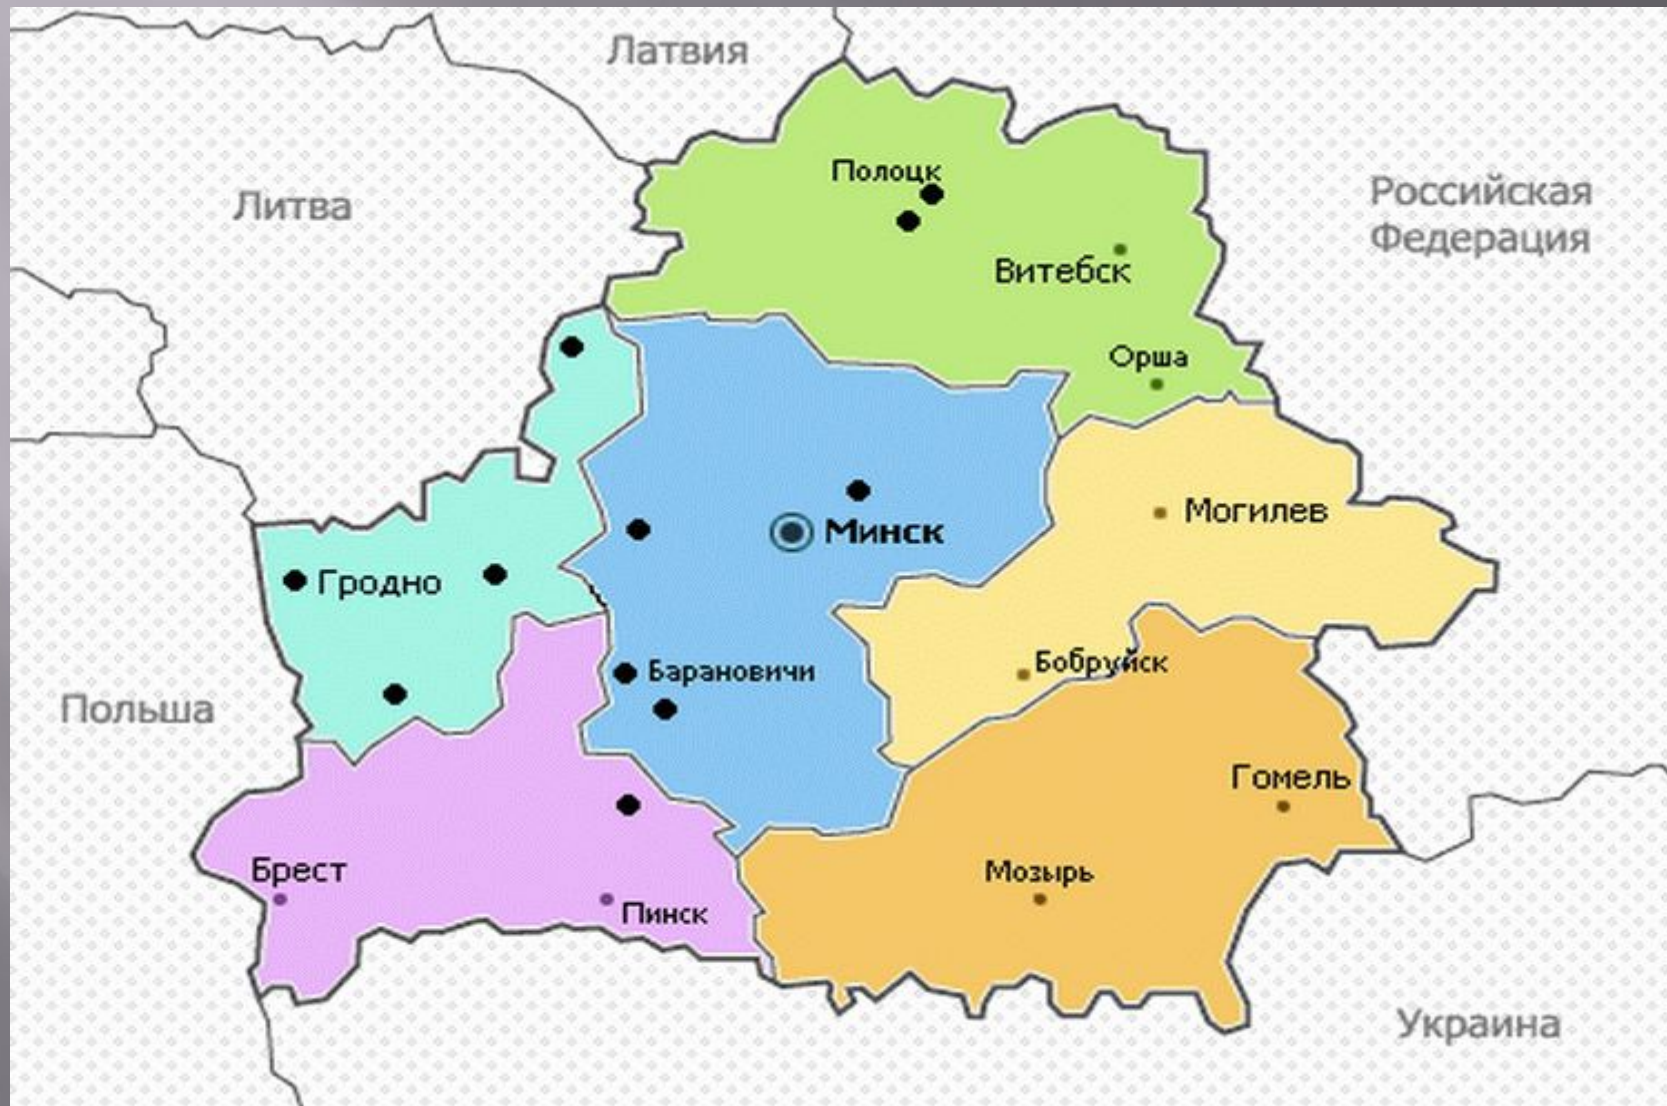 Латвия
Полоцк
Литва
Российская
Федерация
Витебск
Орша
Могилев
Минск
Гродно
Барановичи
Бобруйск
Польша
Гомель
Брест
Мозырь
Пинск
Украина